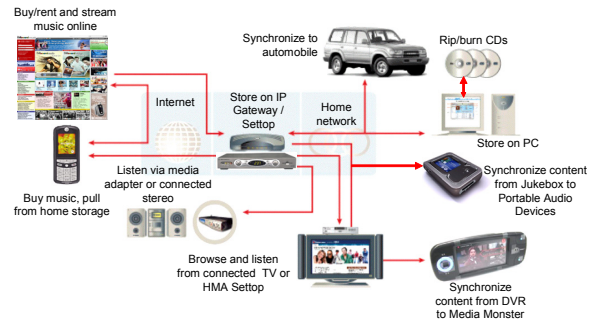 Buy/rent and stream
music online
Synchronize to
automobile
Rip/burn CDs
Internet
Store on IP
Gateway /
Settop
Home
network
Store on PC
Buy music, pull
from home storage
Listen via media
adapter or connected
stereo
Synchronize content
from Jukebox to
Portable Audio
Devices
Browse and listen
from connected TV or
HMA Settop
Synchronize
content from DVR
to Media Monster